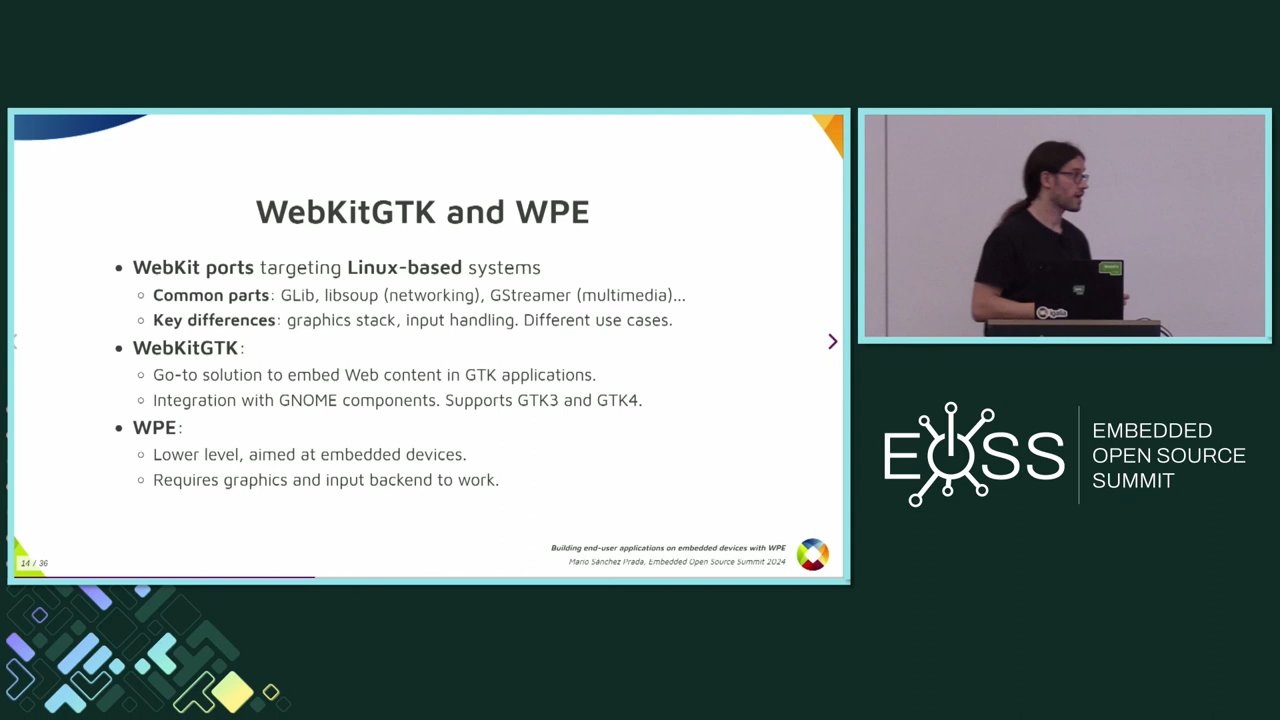 WebKitGTK and WPE
• WebKit ports targeting Linux-based systems
◦ Common parts: GLib, libsoup (networking), GStreamer (multimedia)...
◦ Key differences: graphics stack, input handling. Different use cases.
• WebKitGTK:
◦ Go-to solution to embed Web content in GTK applications.
◦ Integration with GNOME components. Supports GTK3 and GTK4.
• WPE:
◦ Lower level, aimed at embedded devices.
◦ Requires graphics and input backend to work.
Building end-user applications on embedded devices with WPE
Mario Sánchez Prada, Embedded Open Source Summit 2024
14 / 36
EOSS
EMBEDDED
OPEN SOURCE
SUMMIT